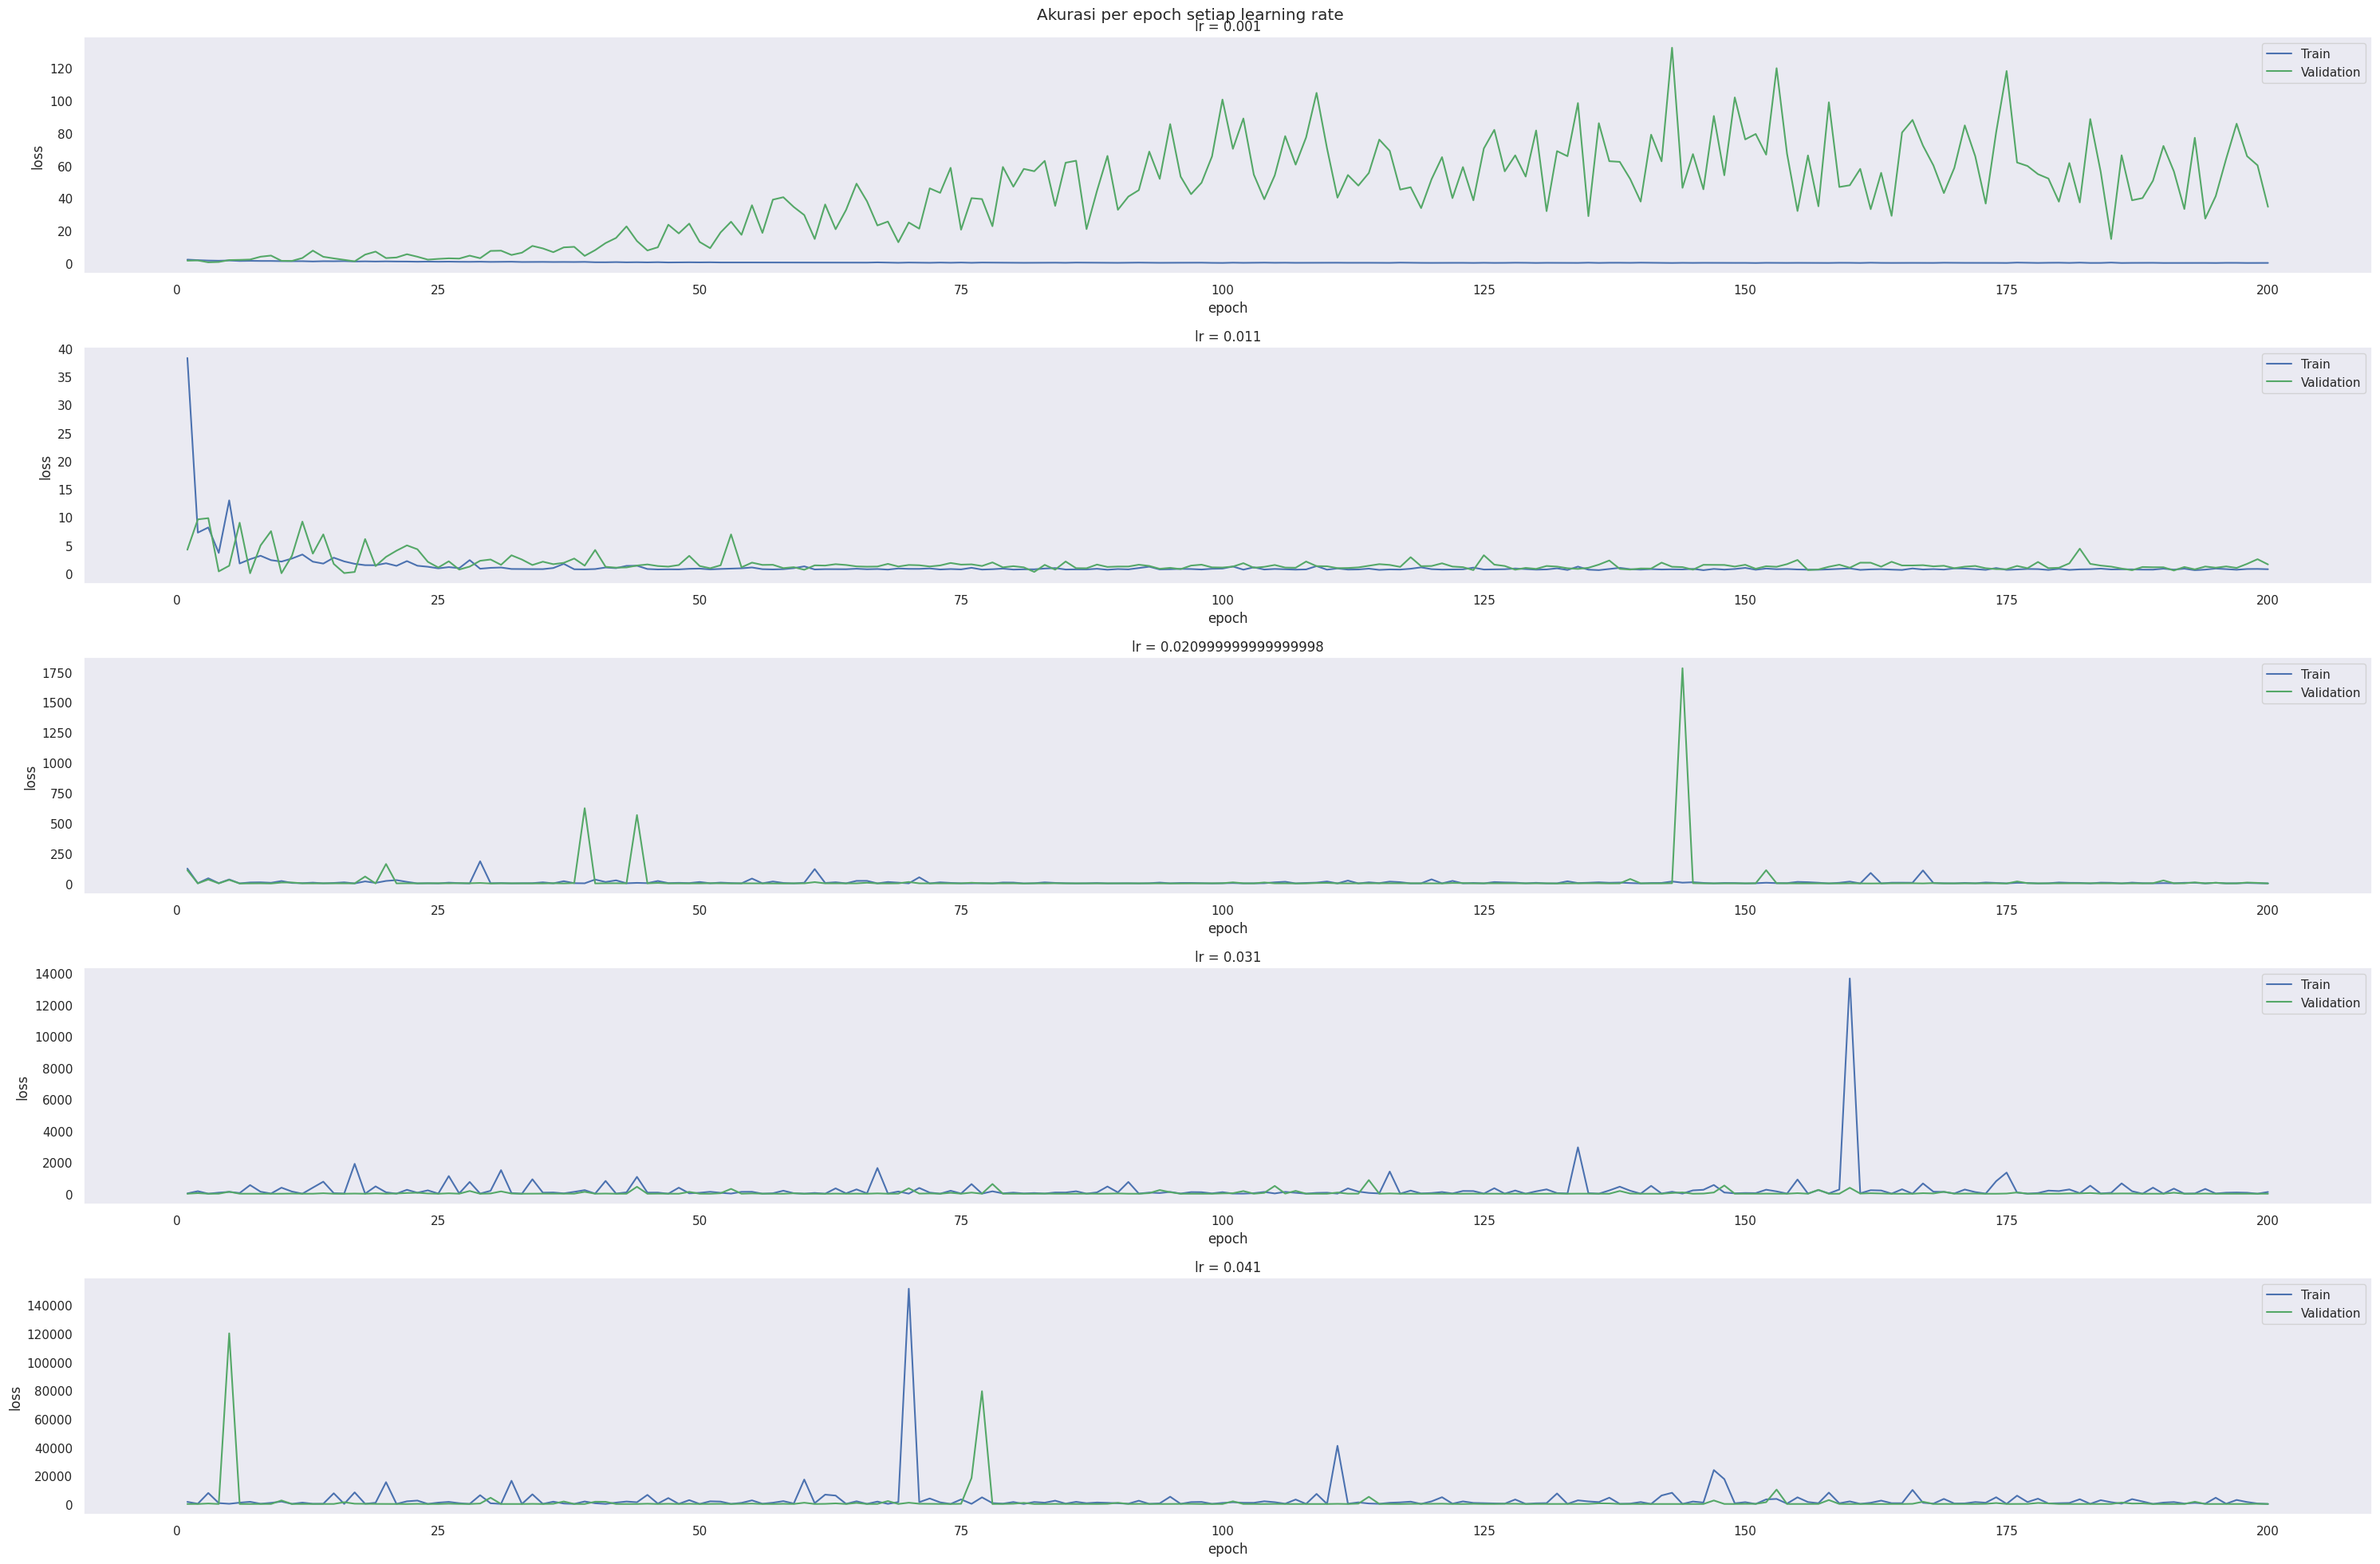 Akurasi per epoch setiap learning rate
lr = 0.001
120
100
80
60
40
20
0
loss
Train
Validation
0 25 50 75 100 125 150 175 200
epoch
lr = 0.011
40
35
30
25
20
15
10
5
0
loss
Train
Validation
0 25 50 75 100 125 150 175 200
epoch
lr = 0.020999999999999998
1750
1500
1250
1000
750
500
250
0
loss
Train
Validation
0 25 50 75 100 125 150 175 200
epoch
lr = 0.031
14000
12000
10000
8000
6000
4000
2000
0
loss
Train
Validation
0 25 50 75 100 125 150 175 200
epoch
lr = 0.041
140000
120000
100000
80000
60000
40000
20000
0
loss
Train
Validation
0 25 50 75 100 125 150 175 200
epoch